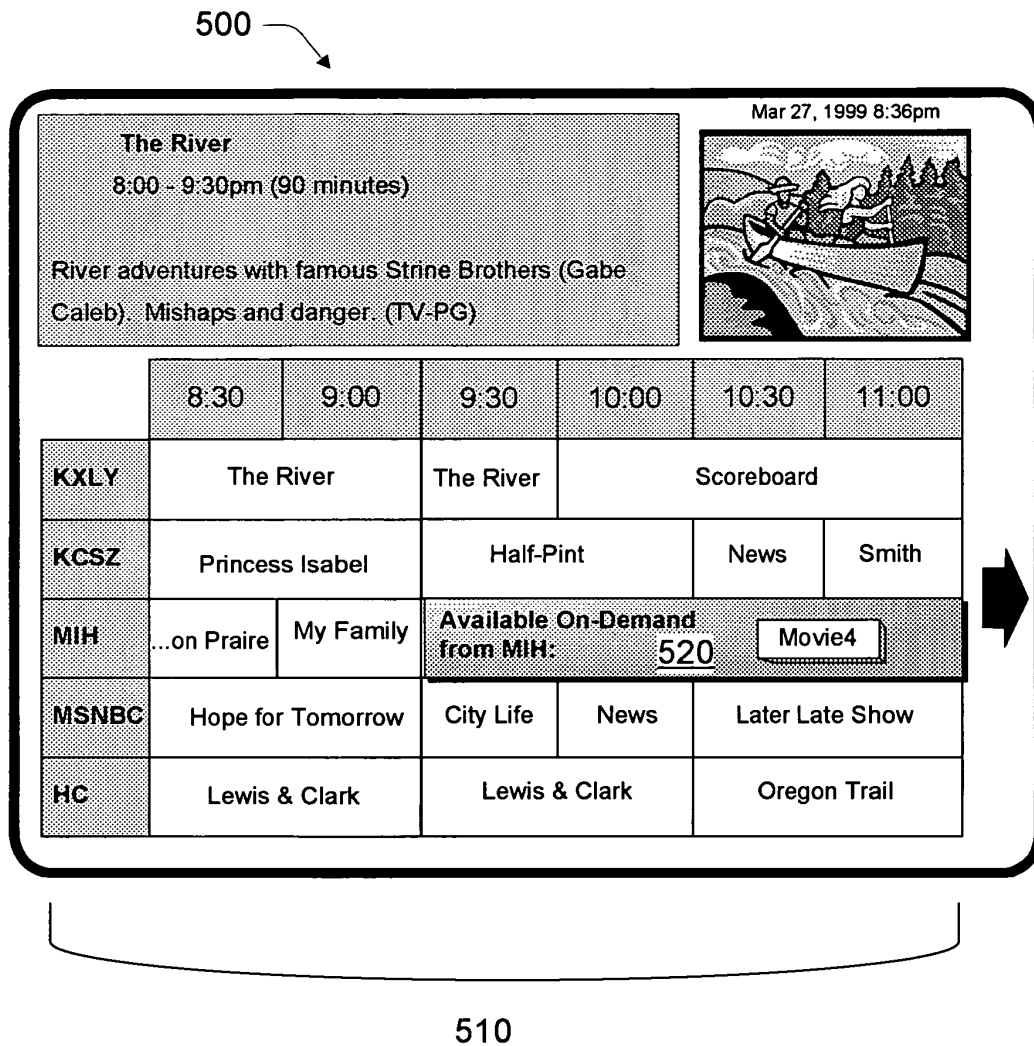 500
Mar 27, 1999 8:36pm
The River
8:00 - 9:30pm (90 minutes)
River adventures with famous Strine Brothers (Gabe
Caleb). Mishaps and danger. (TV-PG)
8:30 9:00 9:30 10:00 10:30 11:00
KXLY The River The River Scoreboard
KCSZ Princess Isabel Half-Pint News Smith
MIH ...on Praire My Family Available On-Demand
from MIH: 520 Movie4
MSNBC Hope for Tomorrow City Life News Later Late Show
HC Lewis & Clark Lewis & Clark Oregon Trail
510